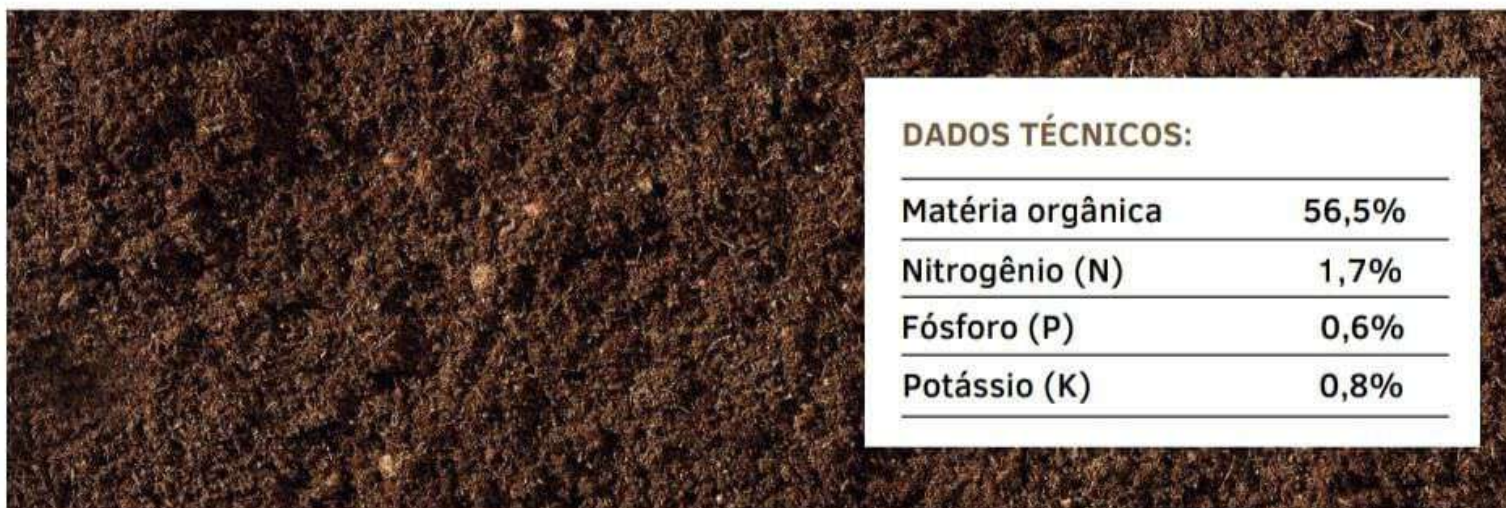 DADOS TÉCNICOS:
Matéria orgânica 56,5%
Nitrogênio (N) 1,7%
Fósforo (P) 0,6%
Potássio (K) 0,8%